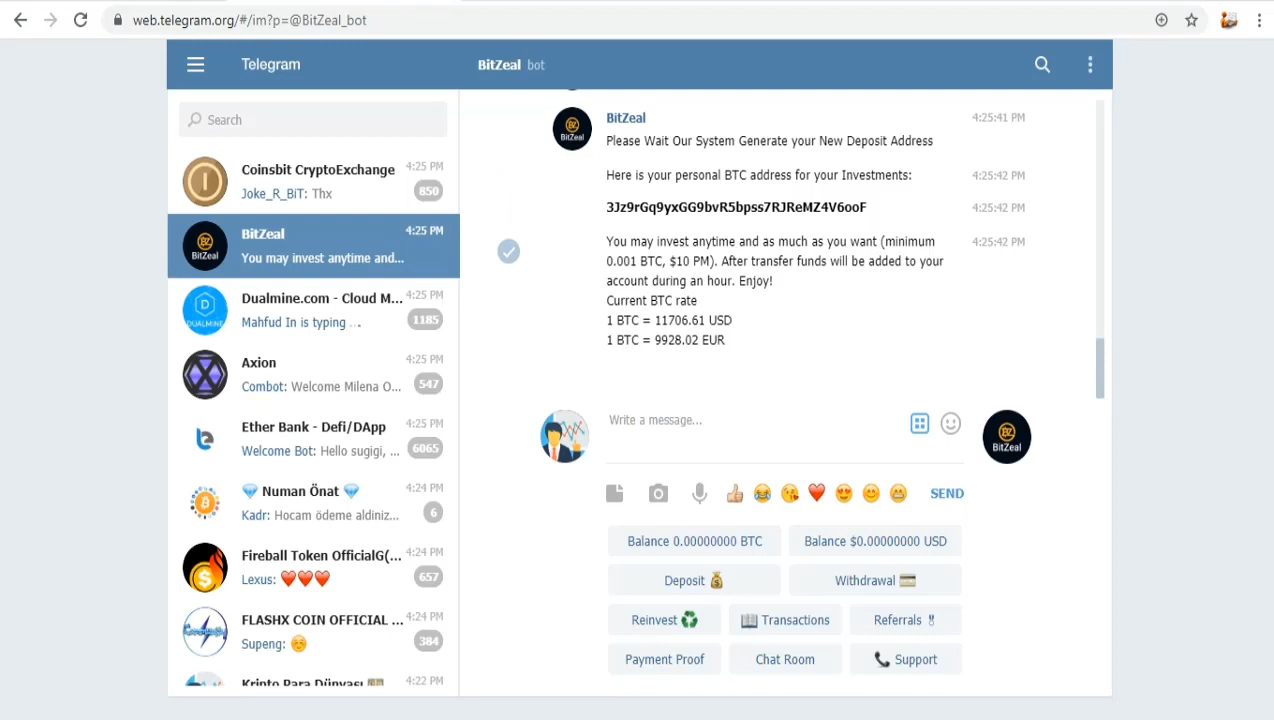 web.telegram.org/#/im?p=@BitZeal_bot
Telegram
BitZeal bot
Search
Coinsbit CryptoExchange 4:25 PM
Joke_R_BiT: Thx 850
BitZeal 4:25 PM
You may invest anytime and...
Dualmine.com - Cloud M... 4:25 PM
Mahfud In is typing ... 1185
Axion 4:25 PM
Combot: Welcome Milena O... 547
Ether Bank - Defi/DApp 4:25 PM
Welcome Bot: Hello sugigi, ... 6065
💎 Numan Önat 💎 4:24 PM
Kadr: Hocam ödeme aldiniz... 6
Fireball Token OfficialG(... 4:24 PM
Lexus: ❤️❤️❤️ 657
FLASHX COIN OFFICIAL ... 4:24 PM
Supeng: ☺️ 384
Kripto Para Dünyası 💵 4:22 PM
BitZeal
BitZeal 4:25:41 PM
Please Wait Our System Generate your New Deposit Address
Here is your personal BTC address for your Investments: 4:25:42 PM
3Jz9rGq9yxGG9bvR5bpss7RJReMZ4V6ooF 4:25:42 PM
You may invest anytime and as much as you want (minimum 4:25:42 PM
0.001 BTC, $10 PM). After transfer funds will be added to your
account during an hour. Enjoy!
Current BTC rate
1 BTC = 11706.61 USD
1 BTC = 9928.02 EUR
Write a message...
BitZeal
SEND
Balance 0.00000000 BTC
Balance $0.00000000 USD
Deposit 💰
Withdrawal 💳
Reinvest ♻️
📖 Transactions
Referrals 🎖
Payment Proof
Chat Room
📞 Support